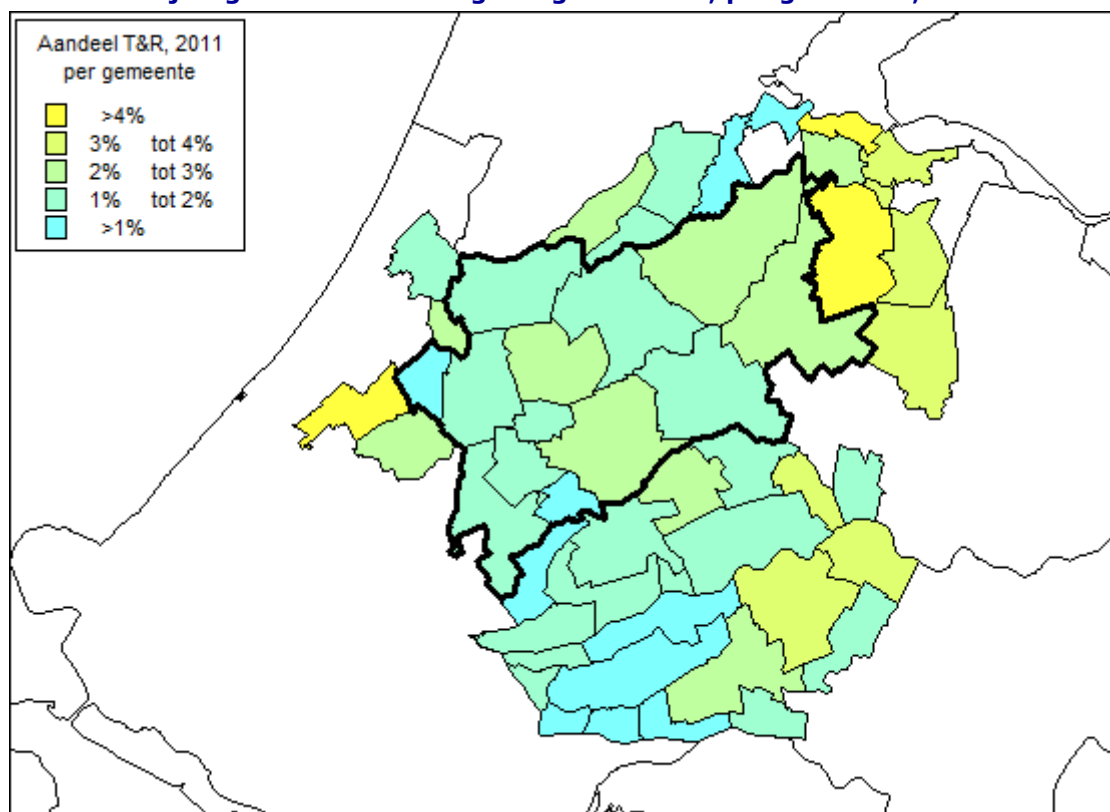 Aandeel T&R, 2011
per gemeente
>4%
3% tot 4%
2% tot 3%
1% tot 2%
>1%